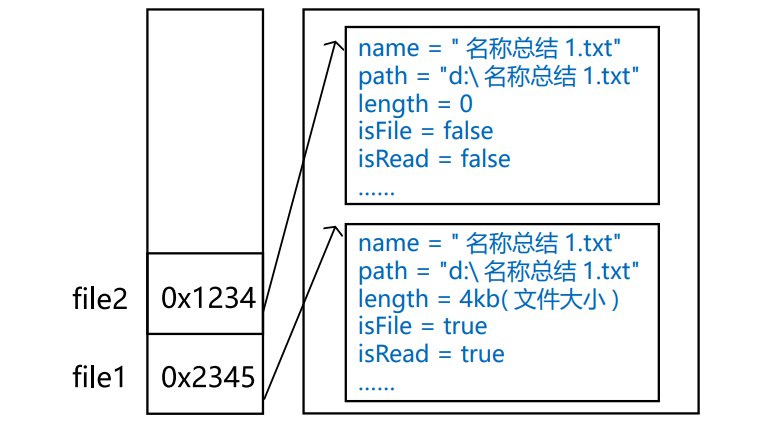 name = " 名称总结 1.txt"
path = "d:\ 名称总结 1.txt"
length = 0
isFile = false
isRead = false
......
name = " 名称总结 1.txt"
path = "d:\ 名称总结 1.txt"
length = 4kb( 文件大小 )
isFile = true
isRead = true
......
file2 0x1234
file1 0x2345